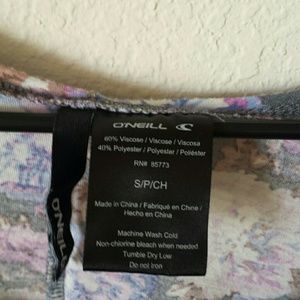 O'NEILL
60% Viscose / Viscose / Viscosa
40% Polyester / Polyester / Poliéster
RN# 85773
S/P/CH
Made in China / Fabriqué en Chine /
Hecho en China
Machine Wash Cold
Non-chlorine bleach when needed
Tumble Dry Low
Do not Iron
O'NEILL